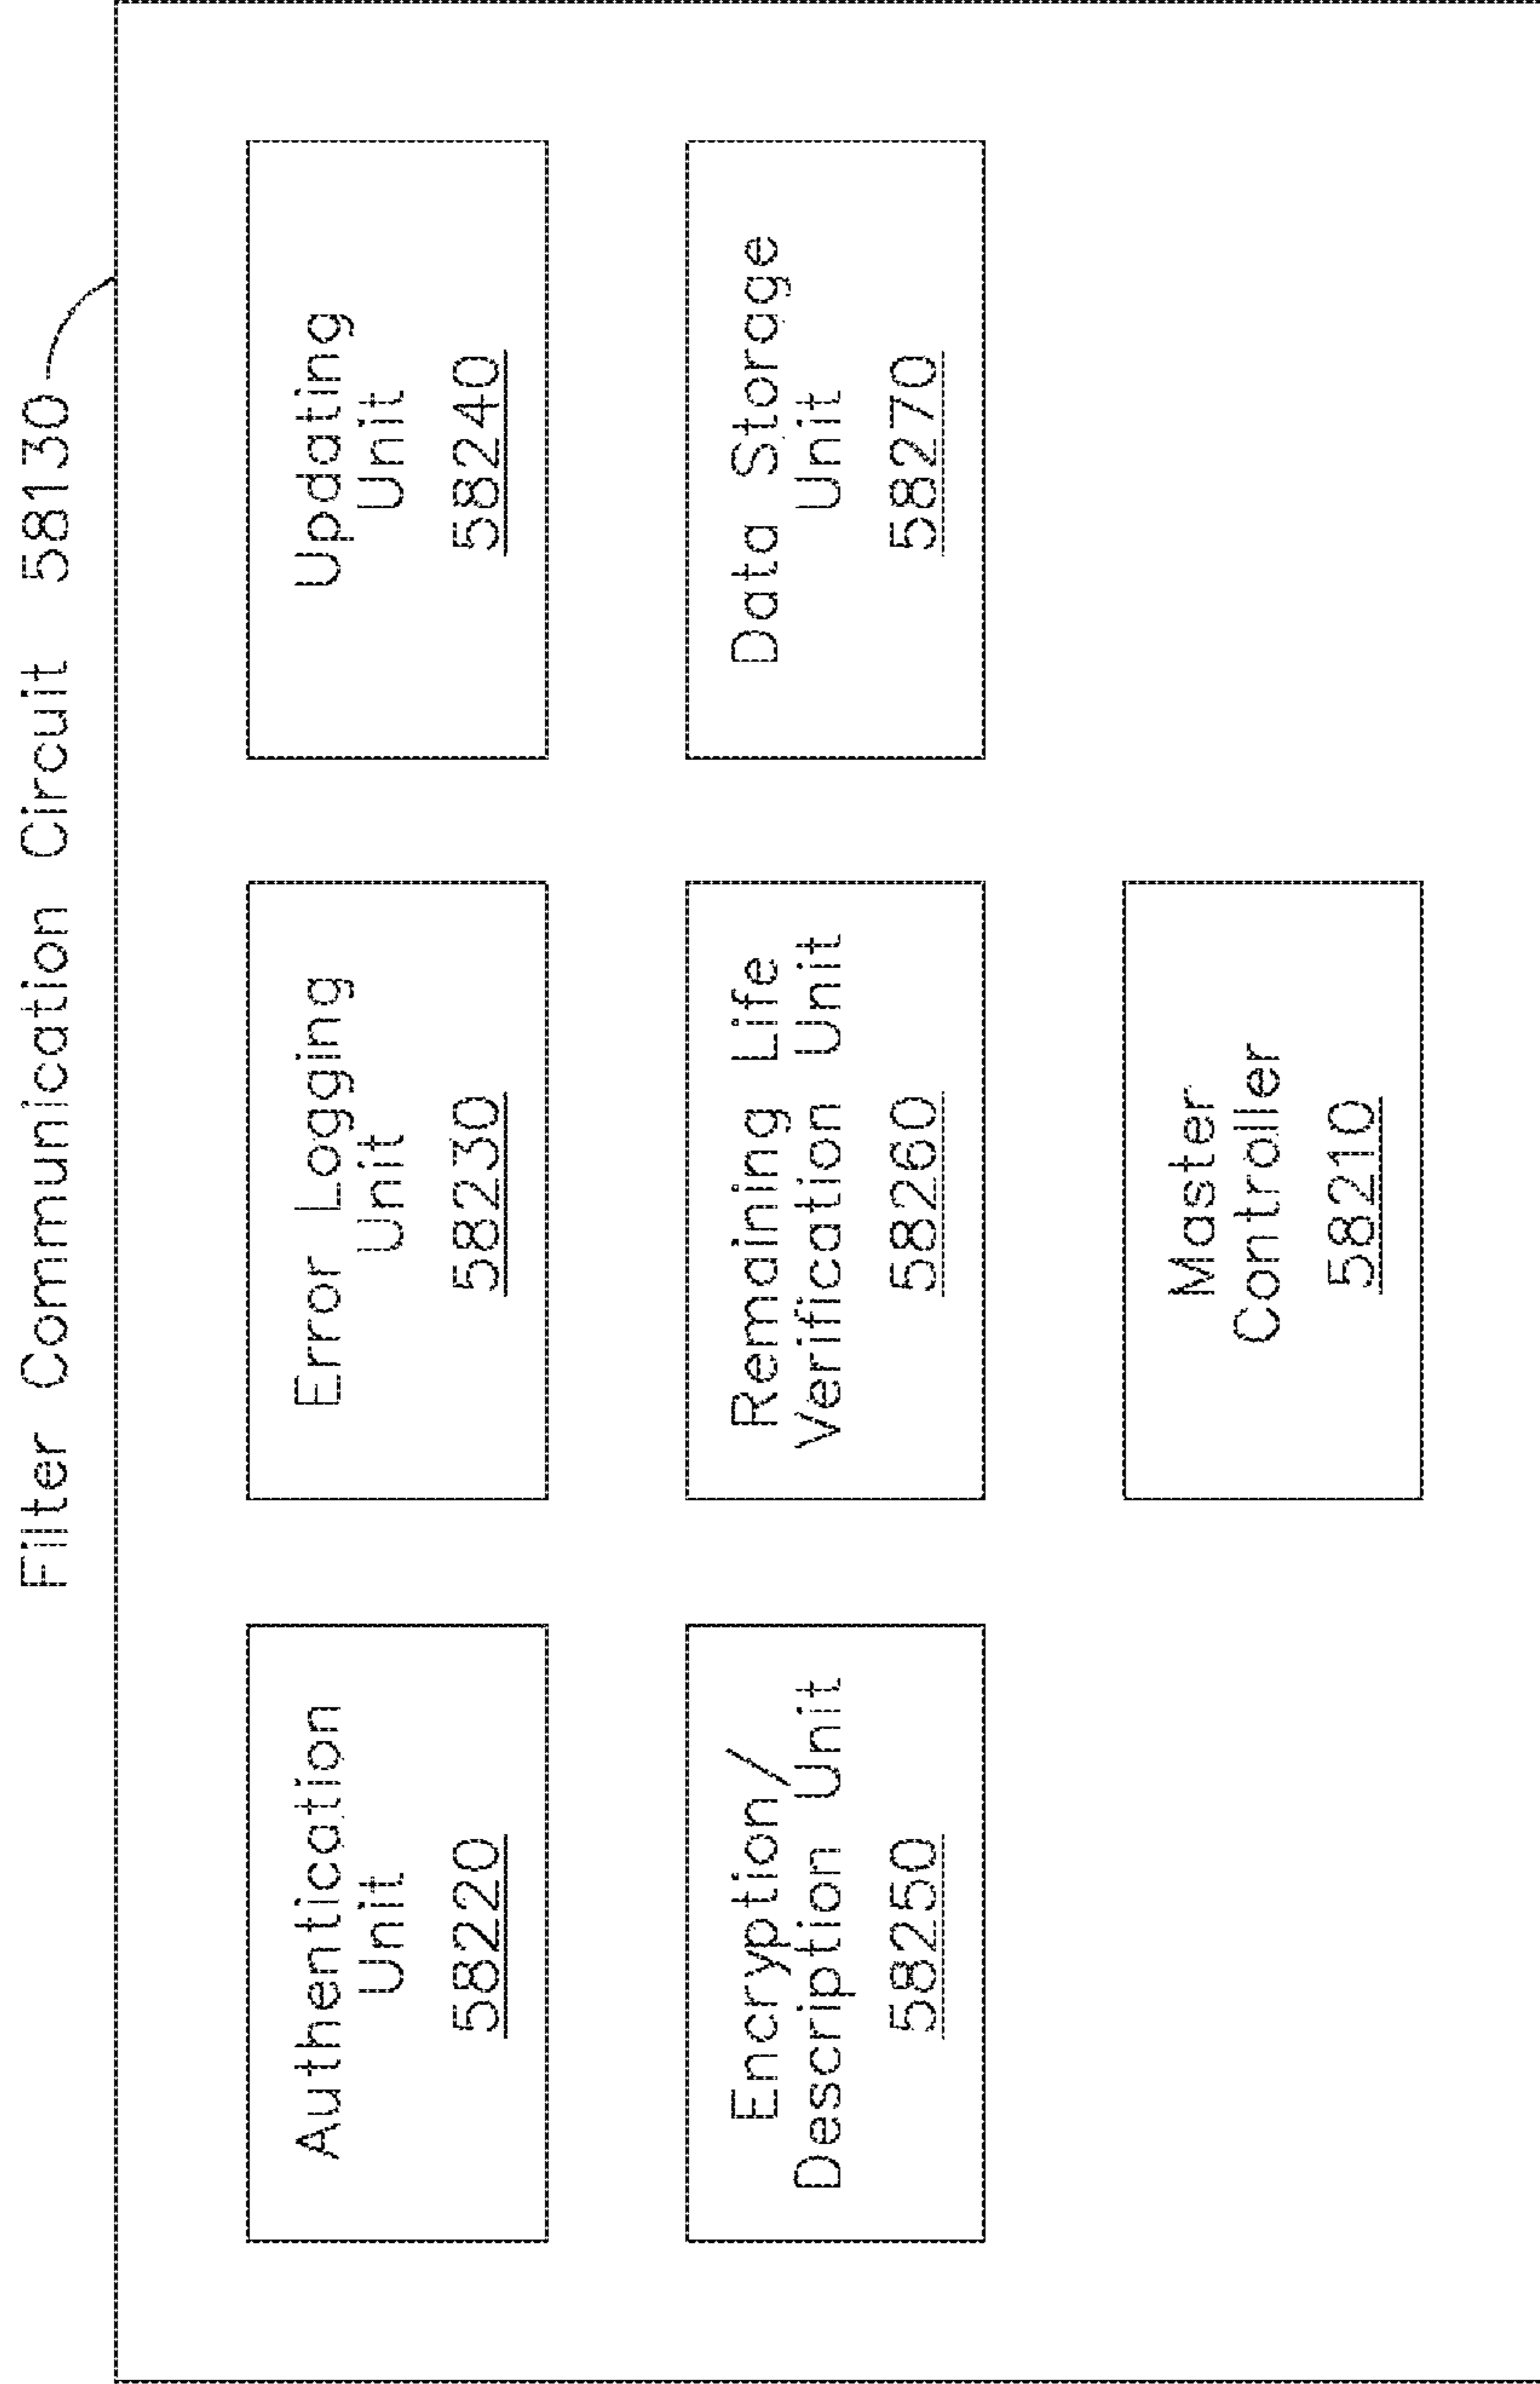 Filter Communication Circuit 58130
Authentication
Unit
58220
Error Logging
Unit
58230
Updating
Unit
58240
Encryption/
Description Unit
58250
Remaining Life
Verification Unit
58260
Data Storage
Unit
58270
Master
Controller
58210